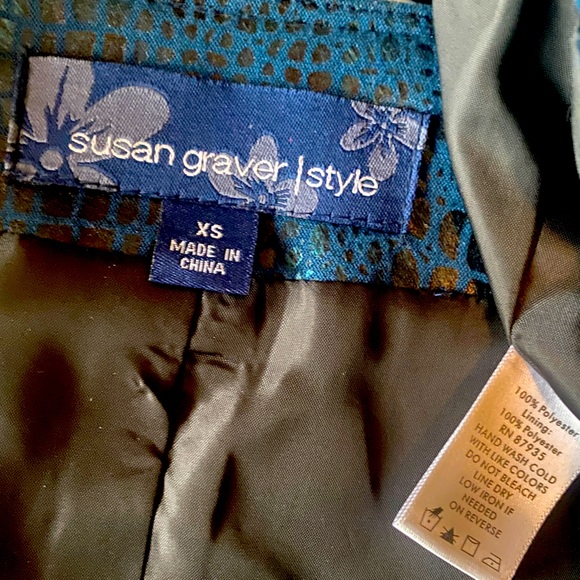 susan graver | style
XS
MADE IN
CHINA
100% Polyester
Lining:
100% Polyester
RN 87935
HAND WASH COLD
WITH LIKE COLORS
DO NOT BLEACH
LINE DRY
LOW IRON IF
NEEDED
ON REVERSE